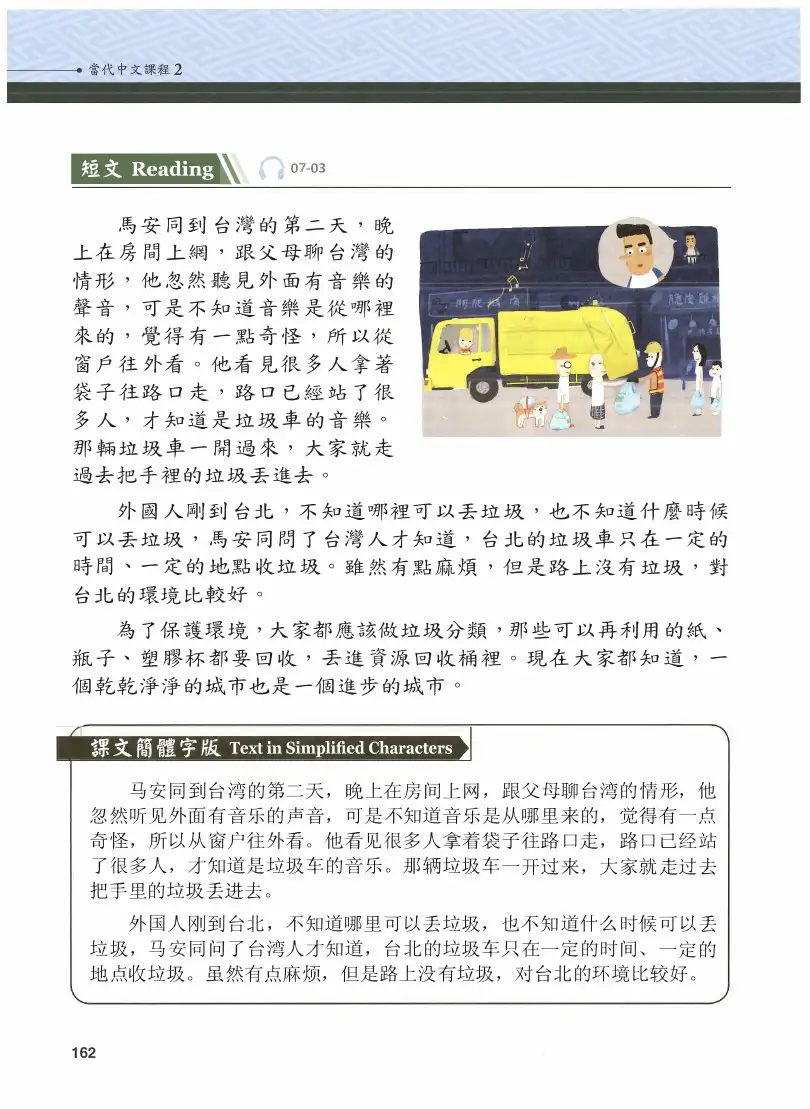 當代中文課程 2
短文 Reading
07-03
馬安同到台灣的第二天，晚
上在房間上網，跟父母聊台灣的
情形，他忽然聽見外面有音樂的
聲音，可是不知道音樂是從哪裡
來的，覺得有一點奇怪，所以從
窗戶往外看。他看見很多人拿著
袋子往路口走，路口已經站了很
多人，才知道是垃圾車的音樂。
那輛垃圾車一開過來，大家就走
過去把手裡的垃圾丟進去。
外國人剛到台北，不知道哪裡可以丟垃圾，也不知道什麼時候
可以丟垃圾，馬安同問了台灣人才知道，台北的垃圾車只在一定的
時間、一定的地點收垃圾。雖然有點麻煩，但是路上沒有垃圾，對
台北的環境比較好。
為了保護環境，大家都應該做垃圾分類，那些可以再利用的紙、
瓶子、塑膠杯都要回收，丟進資源回收桶裡。現在大家都知道，一
個乾乾淨淨的城市也是一個進步的城市。
課文簡體字版 Text in Simplified Characters
马安同到台湾的第二天，晚上在房间上网，跟父母聊台湾的情形，他
忽然听见外面有音乐的声音，可是不知道音乐是从哪里来的，觉得有一点
奇怪，所以从窗户往外看。他看见很多人拿着袋子往路口走，路口已经站
了很多人，才知道是垃圾车的音乐。那辆垃圾车一开过来，大家就走过去
把手里的垃圾丢进去。
外国人刚到台北，不知道哪里可以丢垃圾，也不知道什么时候可以丢
垃圾，马安同问了台湾人才知道，台北的垃圾车只在一定的时间、一定的
地点收垃圾。虽然有点麻烦，但是路上没有垃圾，对台北的环境比较好。
162